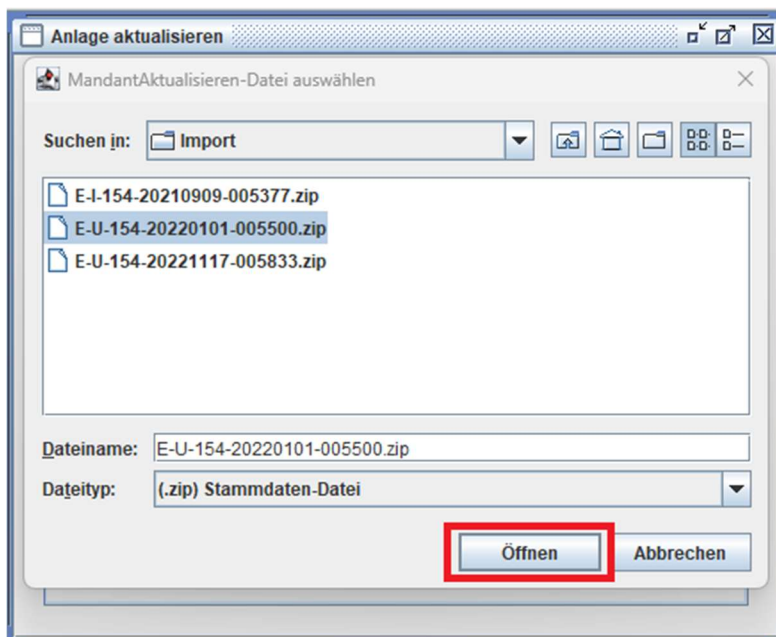 Anlage aktualisieren
MandantAktualisieren-Datei auswählen
Suchen in: Import
E-I-154-20210909-005377.zip
E-U-154-20220101-005500.zip
E-U-154-20221117-005833.zip
Dateiname: E-U-154-20220101-005500.zip
Dateityp: (.zip) Stammdaten-Datei
Öffnen Abbrechen